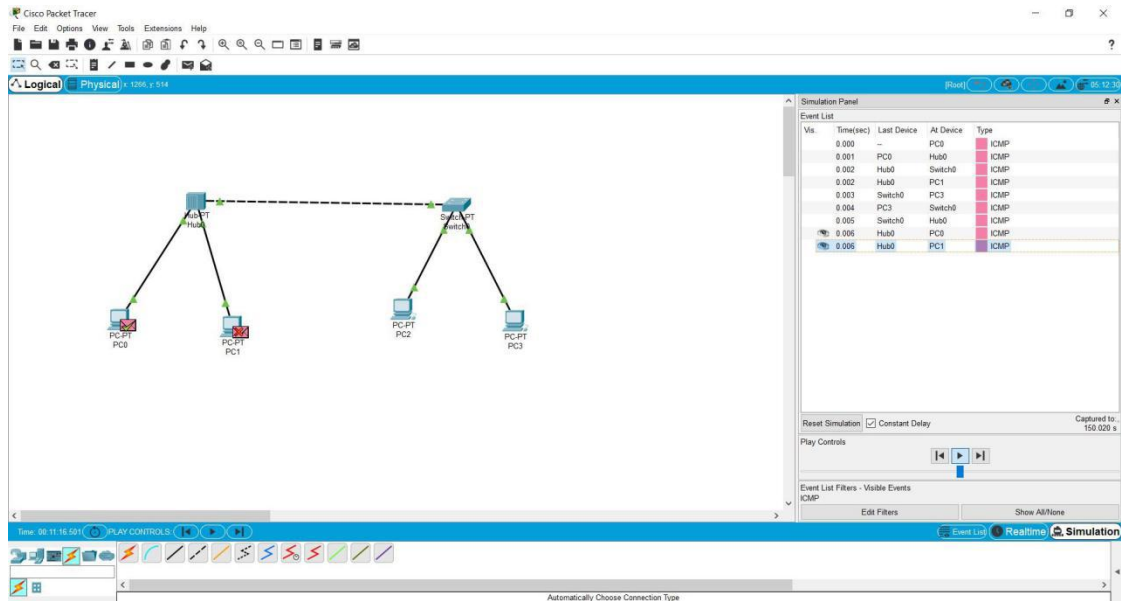 Cisco Packet Tracer
File Edit Options View Tools Extensions Help
?
Logical Physical x: 1266, y: 514 [Root] 05:12:30
Simulation Panel
Event List
Vis. Time(sec) Last Device At Device Type
0.000 -- PC0 ICMP
0.001 PC0 Hub0 ICMP
0.002 Hub0 Switch0 ICMP
0.002 Hub0 PC1 ICMP
0.003 Switch0 PC3 ICMP
0.004 PC3 Switch0 ICMP
0.005 Switch0 Hub0 ICMP
0.006 Hub0 PC0 ICMP
0.006 Hub0 PC1 ICMP
Hub-PT
Hub0
Switch-PT
Switch0
PC-PT
PC0
PC-PT
PC1
PC-PT
PC2
PC-PT
PC3
Reset Simulation Constant Delay Captured to:
150.020 s
Play Controls
Event List Filters - Visible Events
ICMP
Edit Filters Show All/None
Time: 00:11:16.501 PLAY CONTROLS: Event List Realtime Simulation
Automatically Choose Connection Type